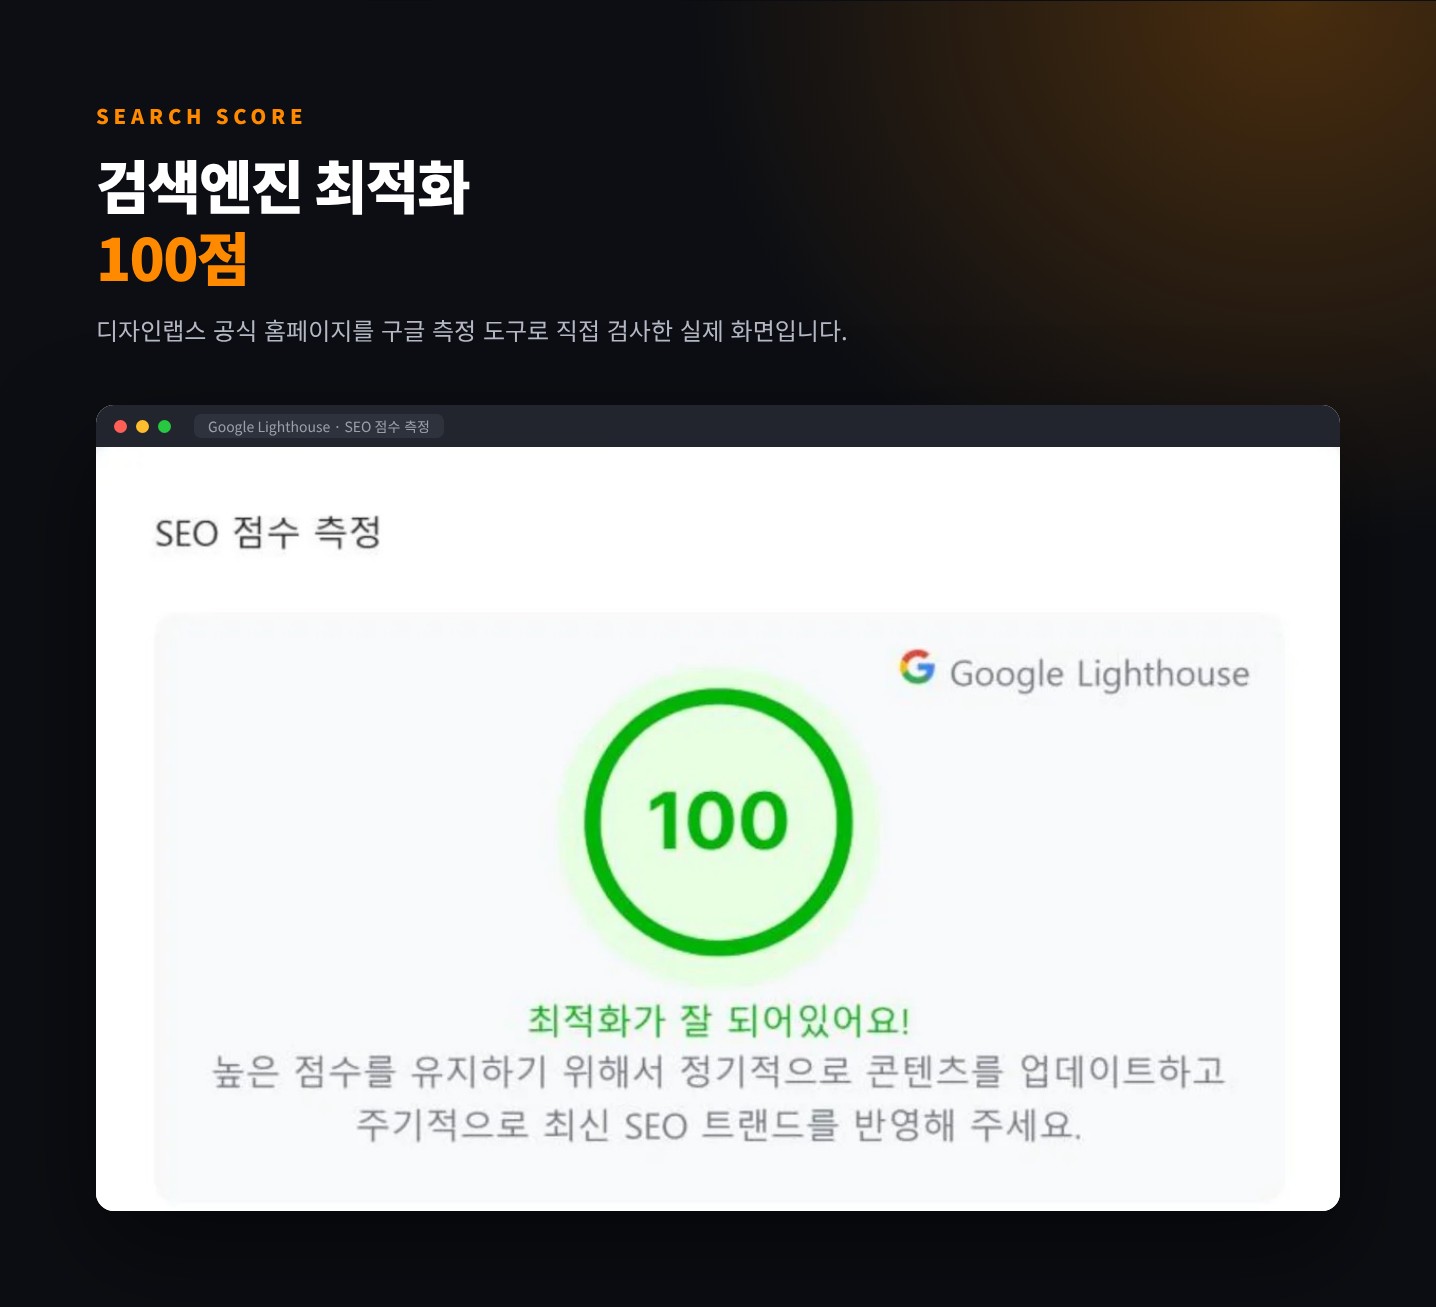 SEARCH SCORE
검색엔진 최적화
100점
디자인랩스 공식 홈페이지를 구글 측정 도구로 직접 검사한 실제 화면입니다.
Google Lighthouse · SEO 점수 측정
SEO 점수 측정
Google Lighthouse
100
최적화가 잘 되어있어요!
높은 점수를 유지하기 위해서 정기적으로 콘텐츠를 업데이트하고
주기적으로 최신 SEO 트랜드를 반영해 주세요.